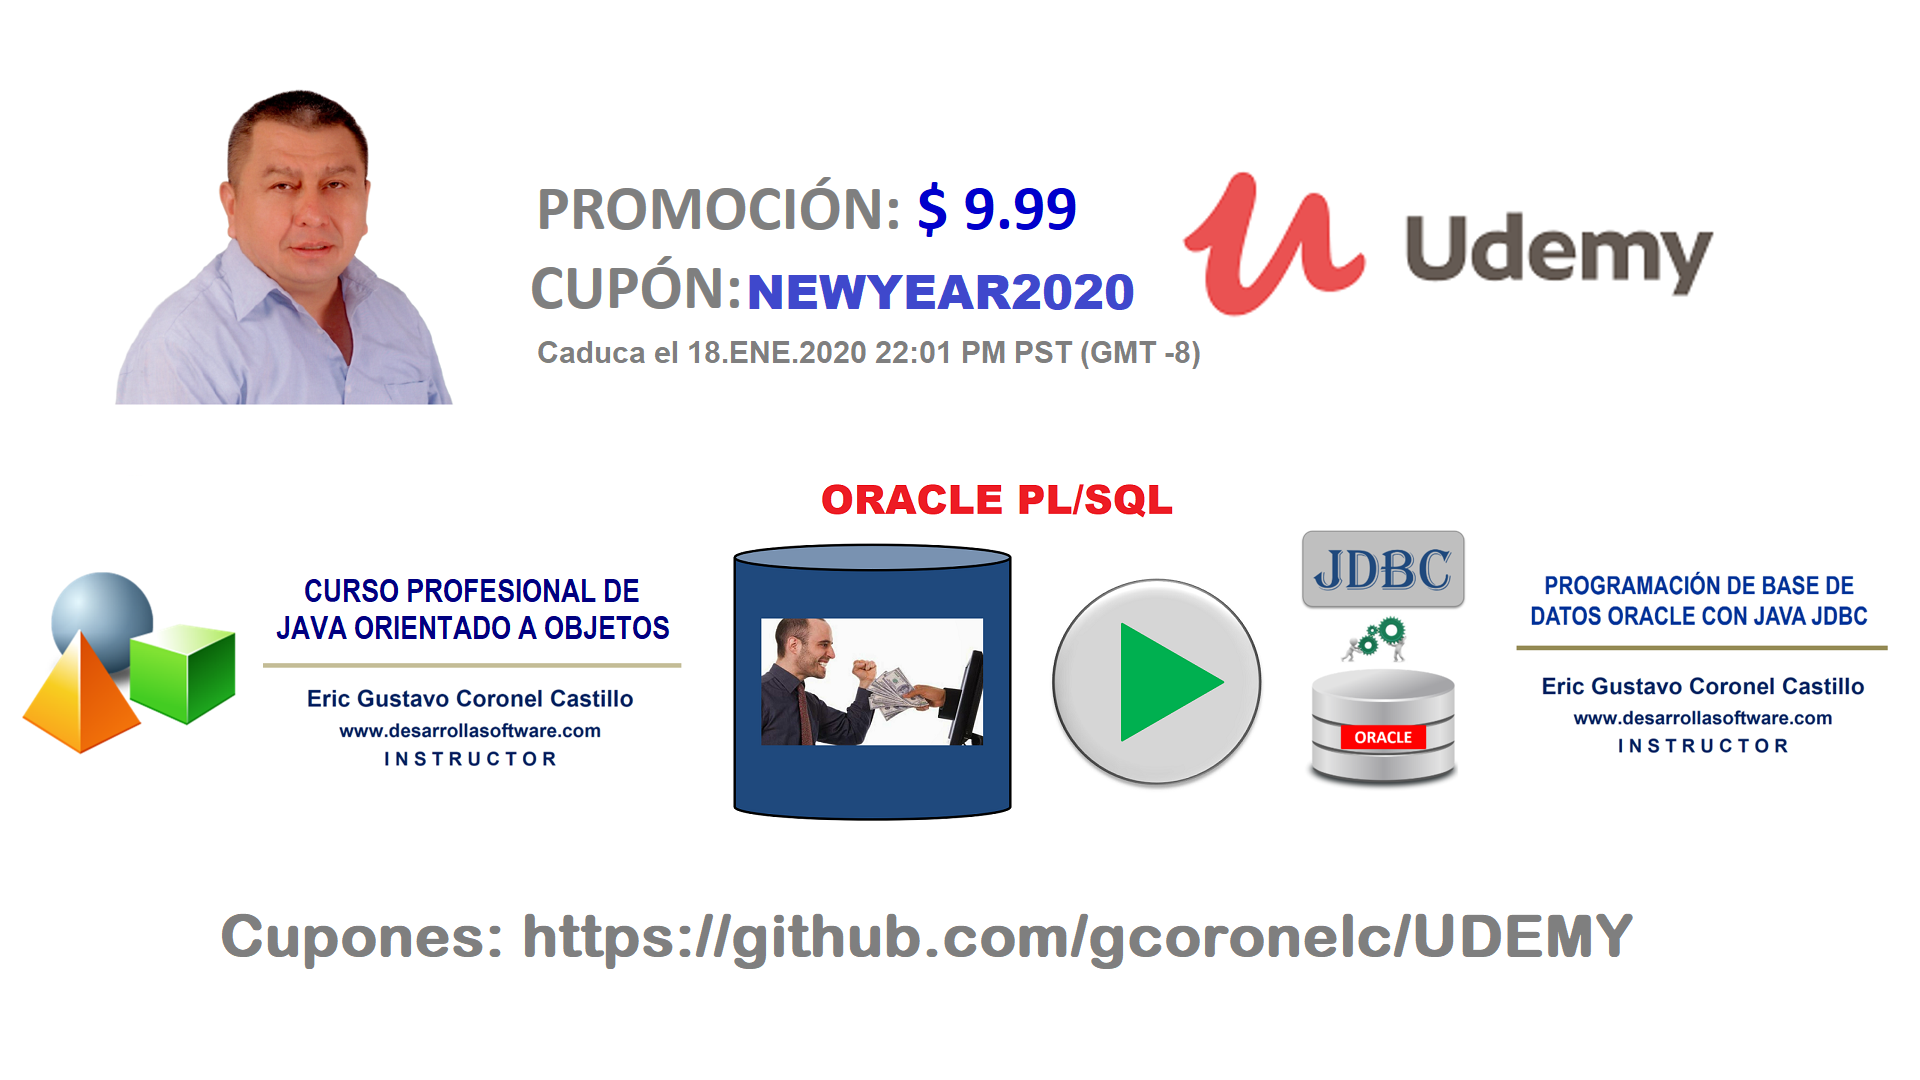 PROMOCIÓN: $ 9.99
CUPÓN: NEWYEAR2020
Caduca el 18.ENE.2020 22:01 PM PST (GMT -8)
Udemy
ORACLE PL/SQL
CURSO PROFESIONAL DE
JAVA ORIENTADO A OBJETOS
Eric Gustavo Coronel Castillo
www.desarrollasoftware.com
INSTRUCTOR
JDBC
ORACLE
PROGRAMACIÓN DE BASE DE
DATOS ORACLE CON JAVA JDBC
Eric Gustavo Coronel Castillo
www.desarrollasoftware.com
INSTRUCTOR
Cupones: https://github.com/gcoronelc/UDEMY